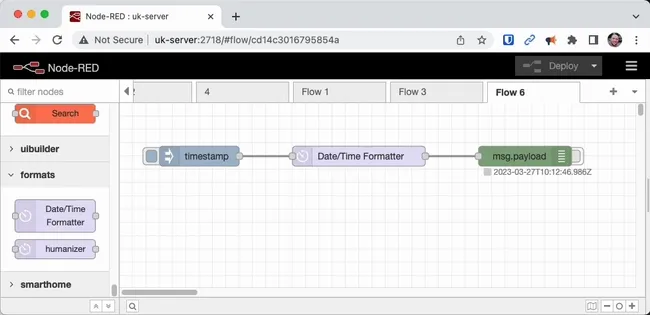 Node-RED : uk-server
Not Secure | uk-server:2718/#flow/cd14c3016795854a
Node-RED
Deploy
filter nodes
4
Flow 1
Flow 3
Flow 6
Search
uibuilder
formats
timestamp
Date/Time Formatter
msg.payload
2023-03-27T10:12:46.986Z
Date/Time
Formatter
humanizer
smarthome